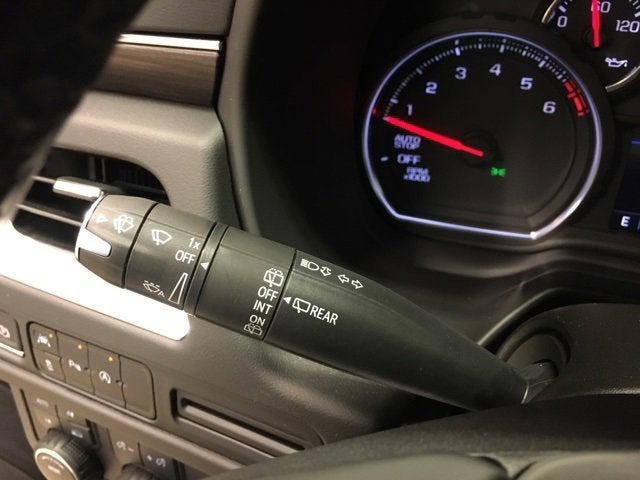 0 60 120
1 2 3 4 5 6
AUTO
STOP
OFF
RPM
x1000
E
1x
OFF
A
OFF
INT
ON
REAR